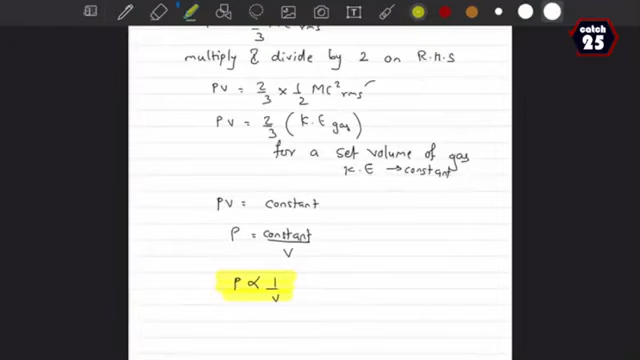 catch
25
3
multiply & divide by 2 on R.H.S
PV = 2/3 × 1/2 MC²rms
PV = 2/3 (K.E gas)
for a set volume of gas
K.E → constant
PV = constant
P = constant/V
P ∝ 1/V